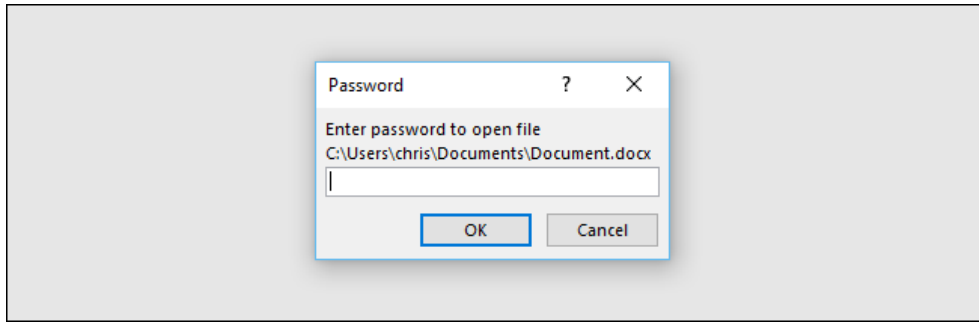 Password ?
Enter password to open file
C:\Users\chris\Documents\Document.docx
OK Cancel